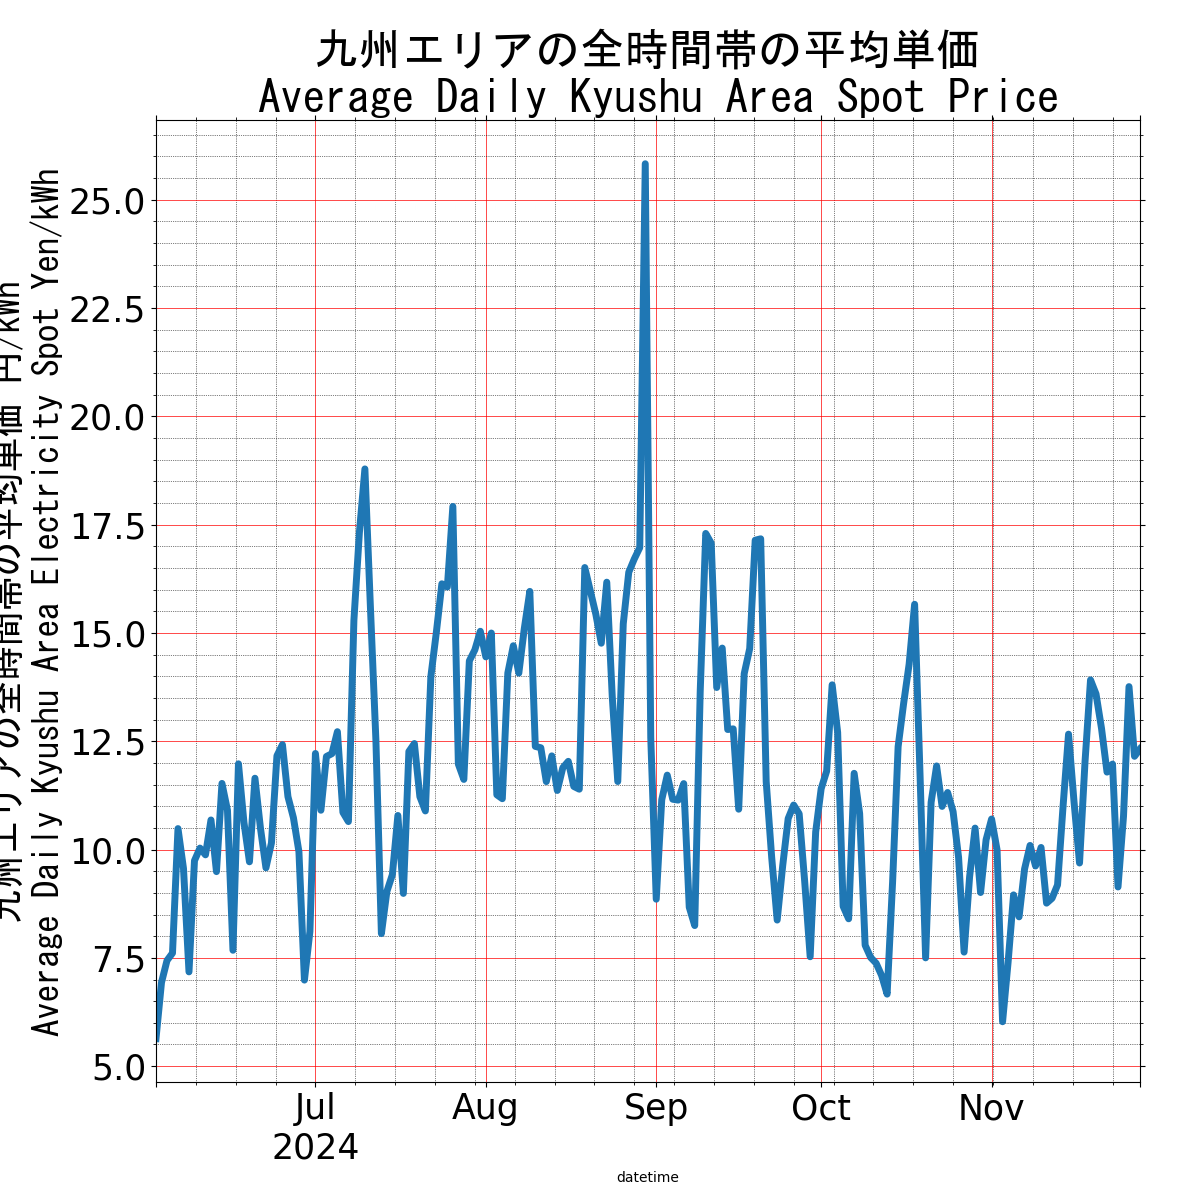 九州エリアの全時間帯の平均単価
Average Daily Kyushu Area Spot Price
九州エリアの全時間帯の平均単価 円/kWh
Average Daily Kyushu Area Electricity Spot Yen/kWh
25.0
22.5
20.0
17.5
15.0
12.5
10.0
7.5
5.0
Jul
2024
Aug
Sep
Oct
Nov
datetime